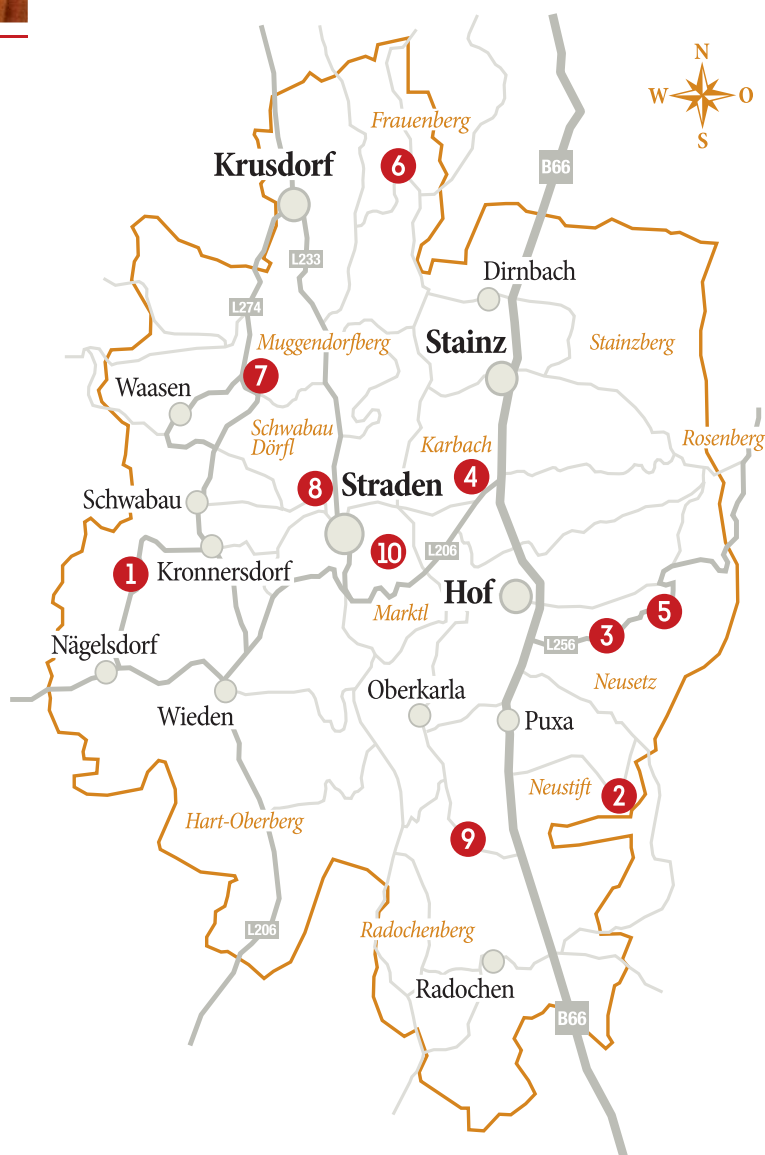 N
W
O
S
Frauenberg
6
Krusdorf
B66
L233
Dirnbach
L274
Muggendorfberg
Stainz
Stainzberg
7
Waasen
Schwabau
Dörfl
Karbach
Rosenberg
4
8
Straden
Schwabau
10
L206
1
Kronnersdorf
Hof
Marktl
5
3
L256
Nägelsdorf
Neusetz
Oberkarla
Wieden
Puxa
Neustift
2
Hart-Oberberg
9
L206
Radochenberg
Radochen
B66